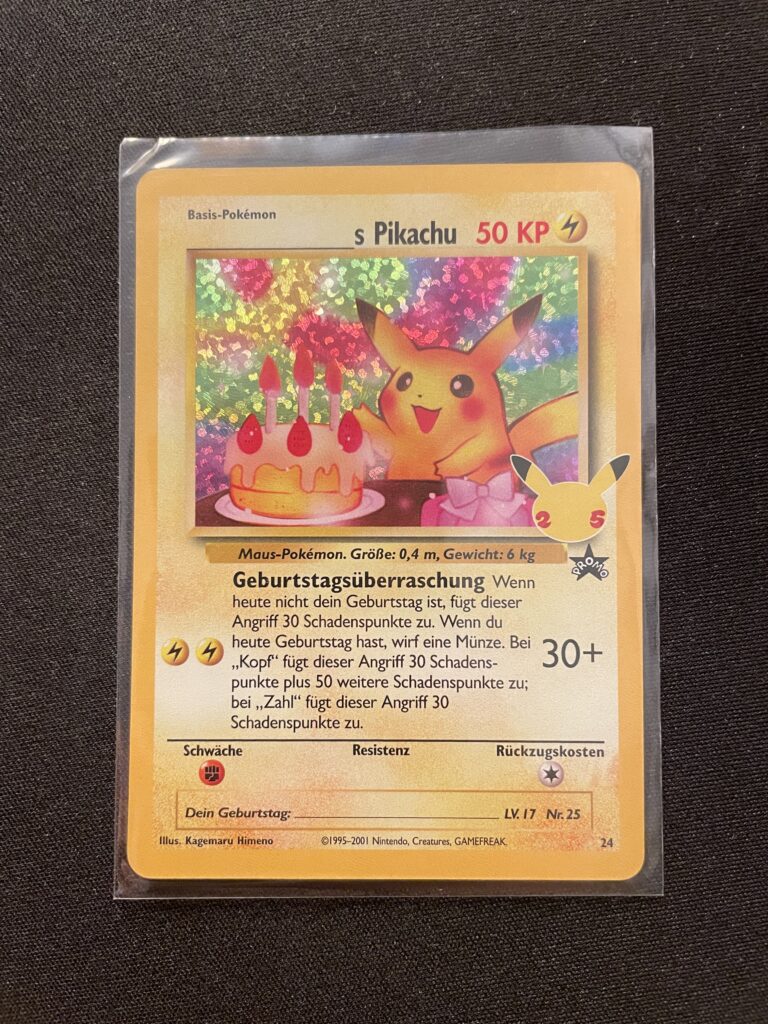 Basis-Pokémon
s Pikachu 50 KP
25
PROMO
Maus-Pokémon. Größe: 0,4 m, Gewicht: 6 kg
Geburtstagsüberraschung Wenn
heute nicht dein Geburtstag ist, fügt dieser
Angriff 30 Schadenspunkte zu. Wenn du
heute Geburtstag hast, wirf eine Münze. Bei
„Kopf“ fügt dieser Angriff 30 Schadens-
punkte plus 50 weitere Schadenspunkte zu;
bei „Zahl“ fügt dieser Angriff 30
Schadenspunkte zu.
30+
Schwäche Resistenz Rückzugskosten
Dein Geburtstag: LV. 17 Nr. 25
Illus. Kagemaru Himeno ©1995–2001 Nintendo, Creatures, GAMEFREAK. 24